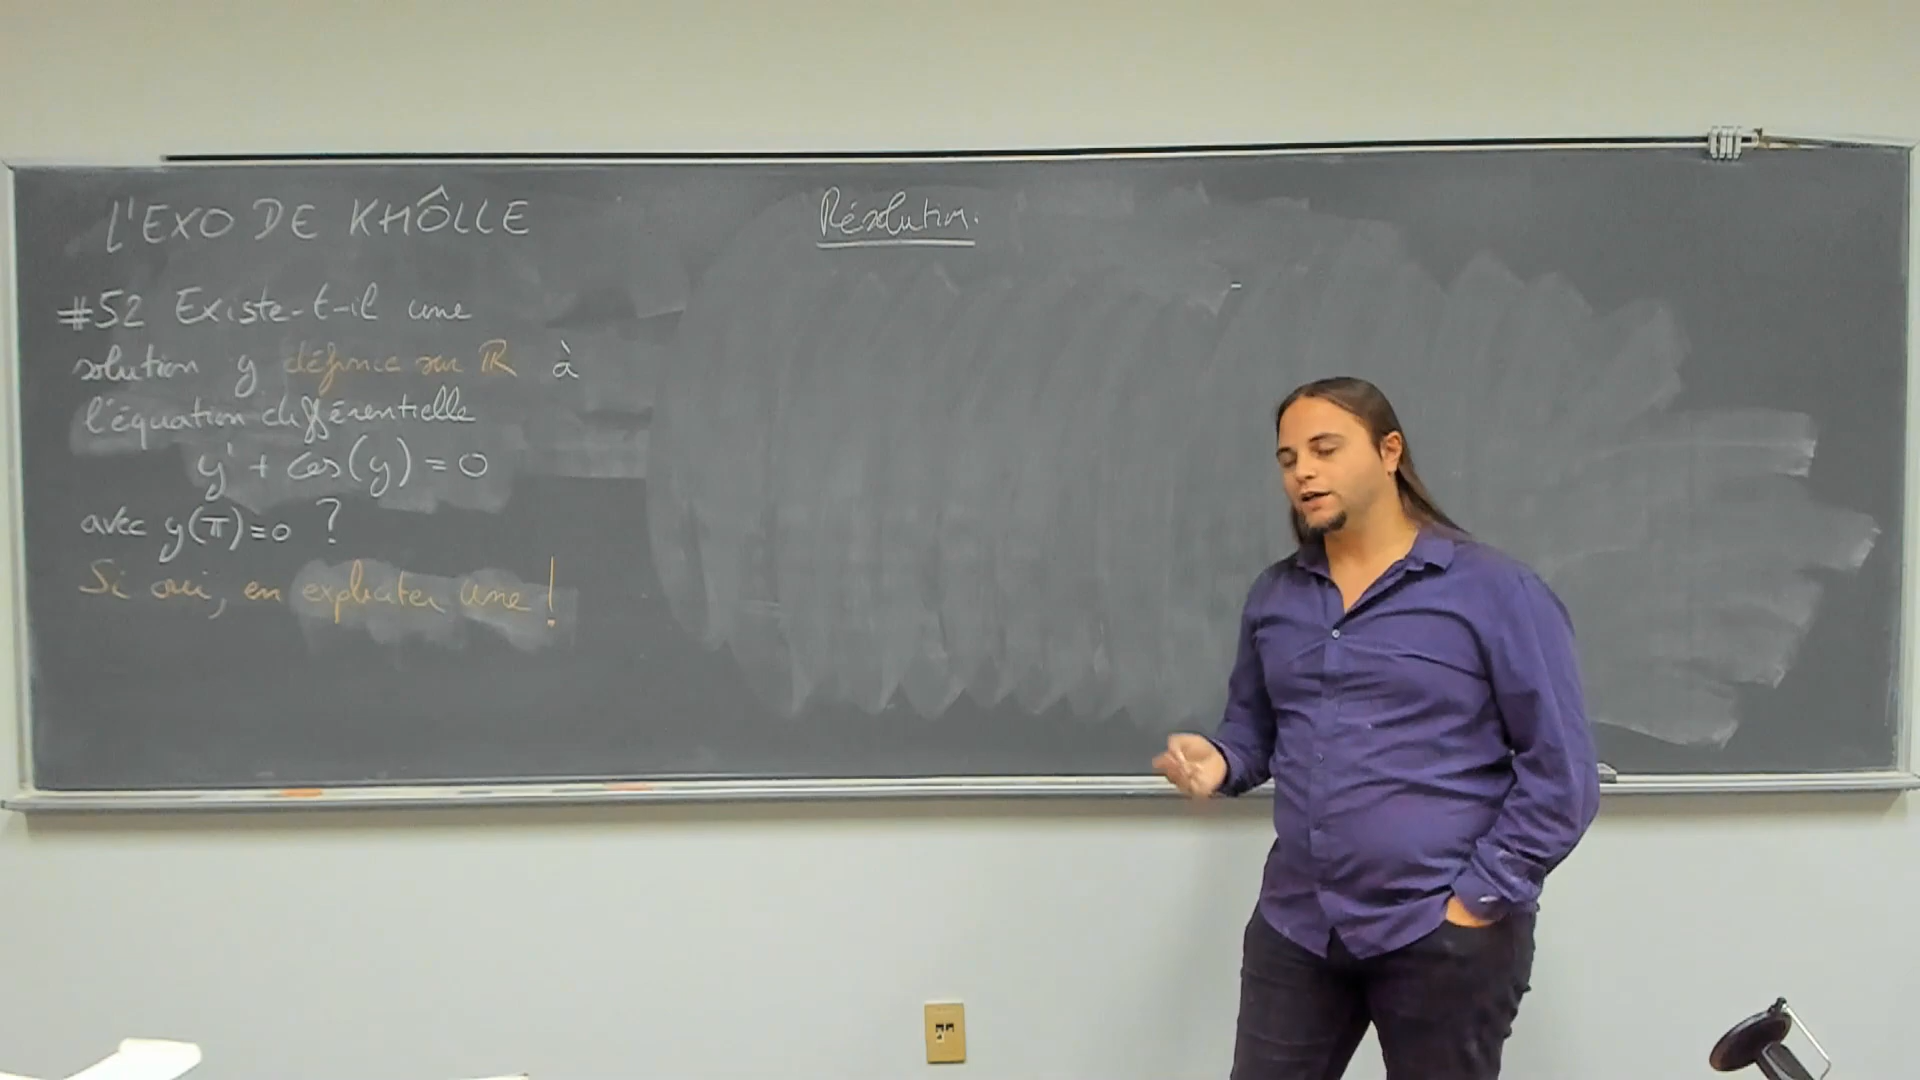 L'EXO DE KHÔLLE
#52 Existe-t-il une
solution y définie sur ℝ à
l'équation différentielle
y' + cos(y) = 0
avec y(π)=0 ?
Si oui, en expliciter une !
Résolution.